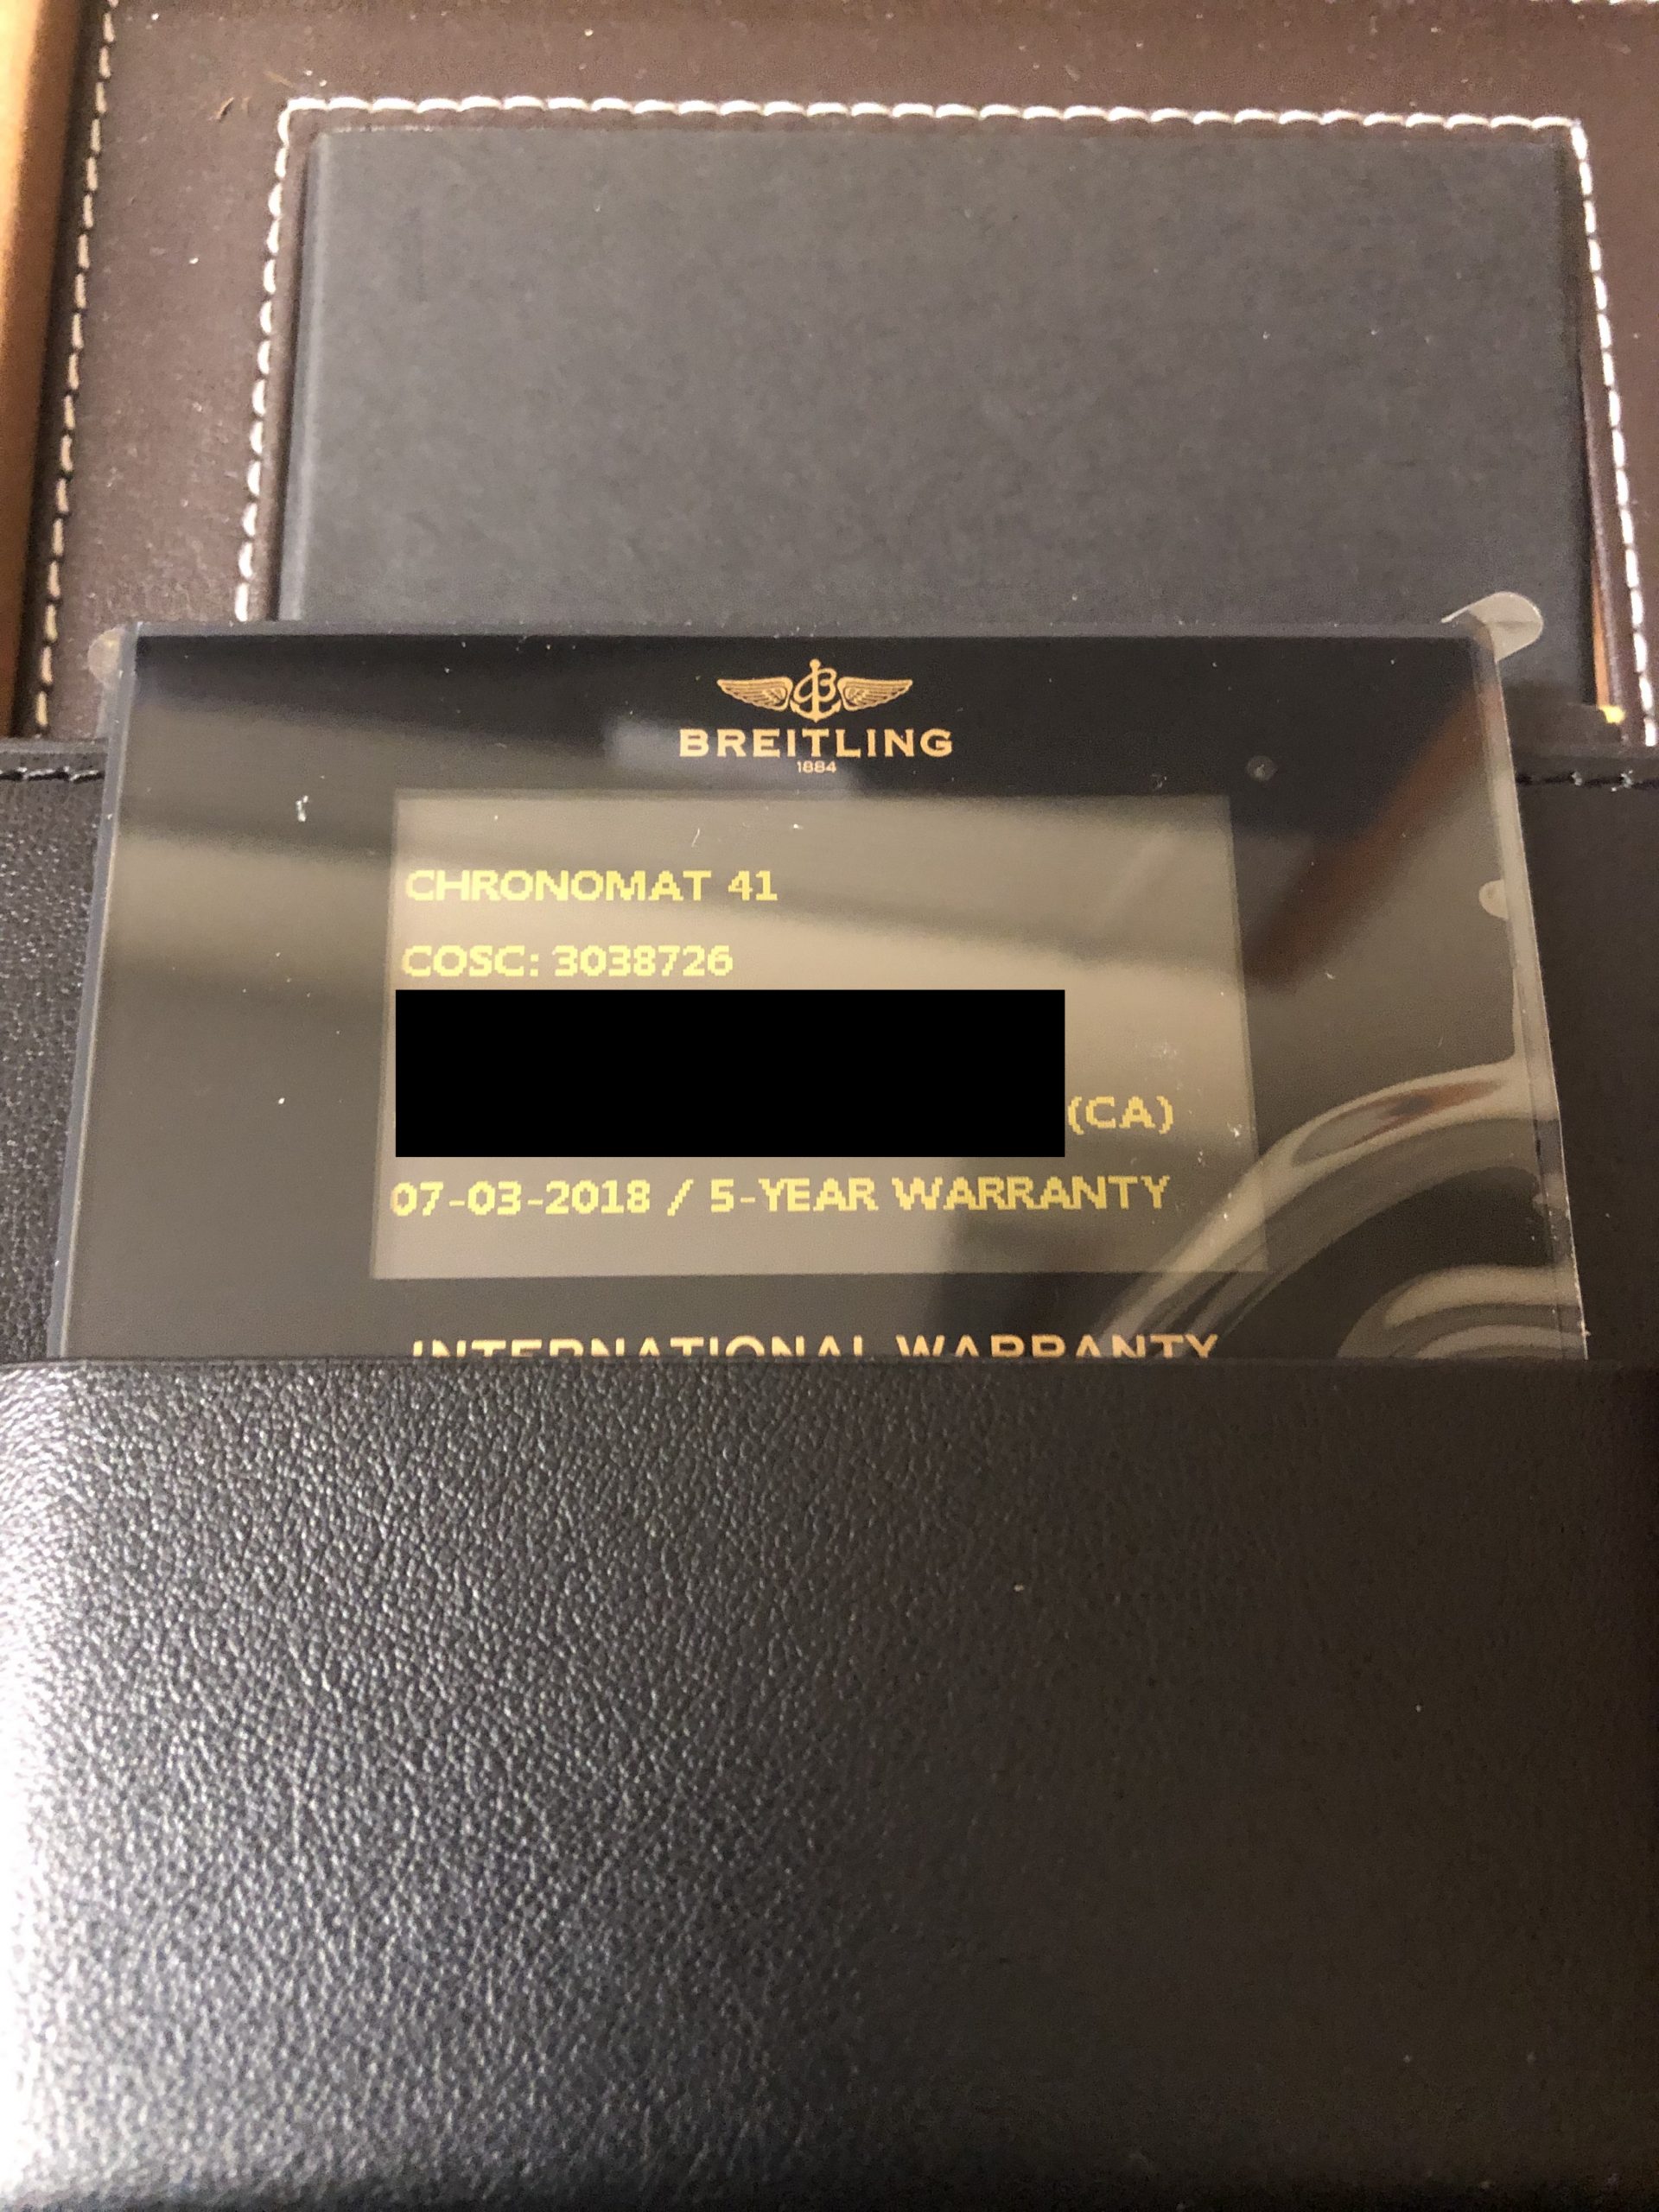 BREITLING
1884
CHRONOMAT 41
COSC: 3038726
(CA)
07-03-2018 / 5-YEAR WARRANTY
INTERNATIONAL WARRANTY